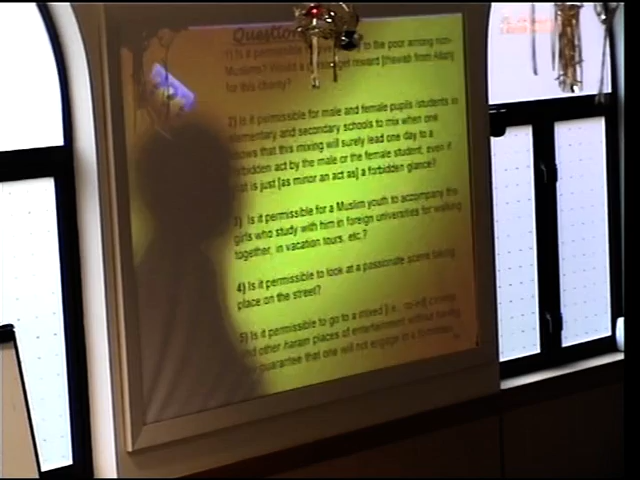 Question
1) Is it permissible to the poor among non-
Muslims? Would a get reward [thawab from Allah]
for this charity?
2) Is it permissible for male and female pupils /students in
elementary and secondary schools to mix when one
knows that this mixing will surely lead one day to a
forbidden act by the male or the female student, even if
it is just [as minor an act as] a forbidden glance?
3) Is it permissible for a Muslim youth to accompany the
girls who study with him in foreign universities for walking
together, in vacation tours, etc.?
4) Is it permissible to look at a passionate scene taking
place on the street?
5) Is it permissible to go to a mixed [i.e., co-ed]
and other haram places of entertainment without having
guarantee that one will not engage in a